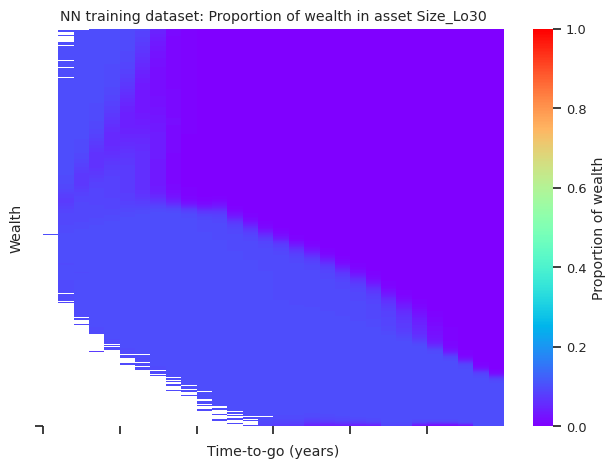 NN training dataset: Proportion of wealth in asset Size_Lo30
Wealth
Time-to-go (years)
1.0
0.8
0.6
0.4
0.2
0.0
Proportion of wealth